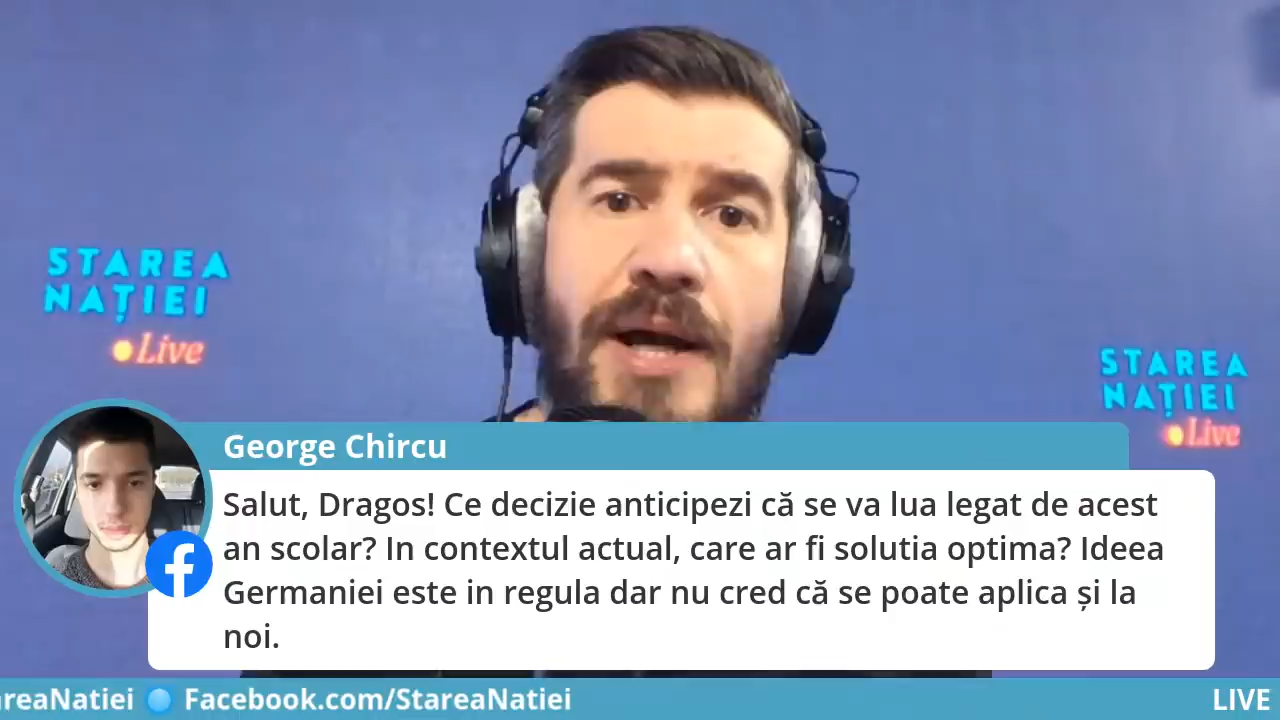 STAREA
NAȚIEI
Live
STAREA
NAȚIEI
Live
George Chircu
Salut, Dragos! Ce decizie anticipezi că se va lua legat de acest
an scolar? In contextul actual, care ar fi solutia optima? Ideea
Germaniei este in regula dar nu cred că se poate aplica și la
noi.
areaNatiei Facebook.com/StareaNatiei LIVE